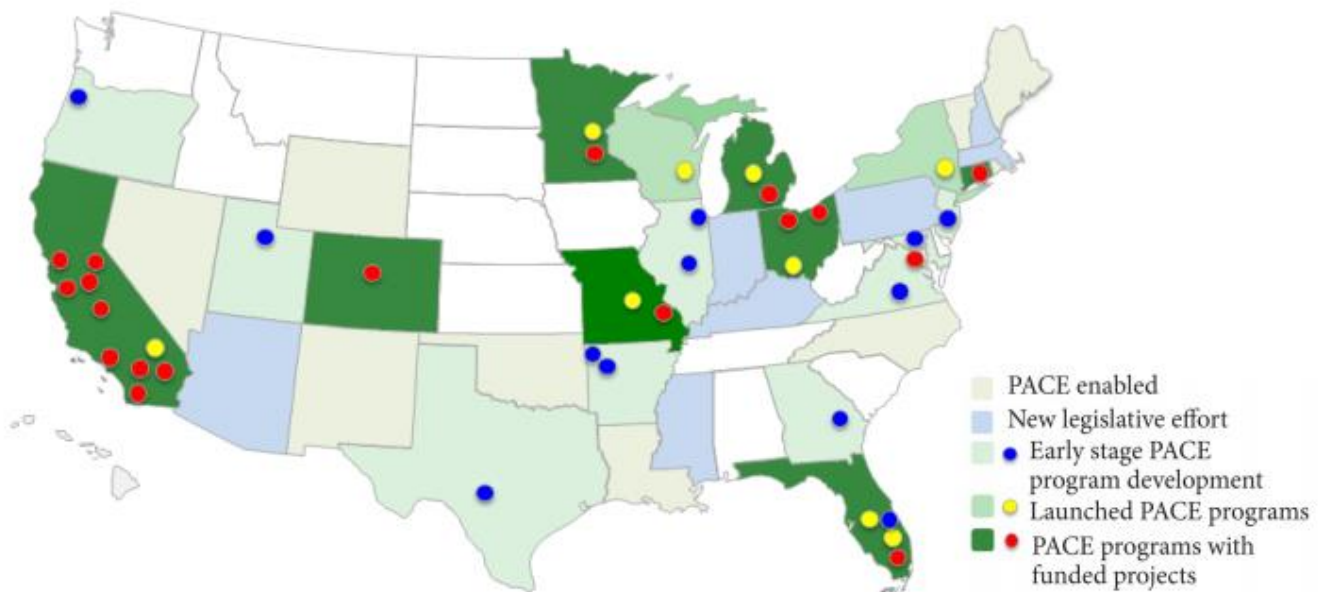 PACE enabled
New legislative effort
Early stage PACE
program development
Launched PACE programs
PACE programs with
funded projects